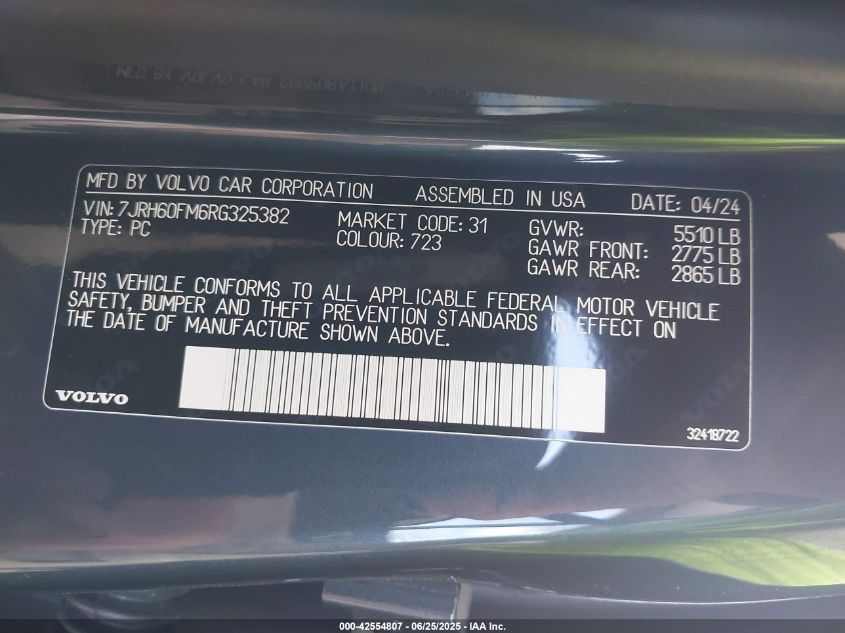 MFD BY VOLVO CAR CORPORATION ASSEMBLED IN USA DATE: 04/24
VIN: 7JRH60FM6RG325382 MARKET CODE: 31 GVWR: 5510 LB
TYPE: PC COLOUR: 723 GAWR FRONT: 2775 LB
GAWR REAR: 2865 LB
THIS VEHICLE CONFORMS TO ALL APPLICABLE FEDERAL MOTOR VEHICLE
SAFETY, BUMPER AND THEFT PREVENTION STANDARDS IN EFFECT ON
THE DATE OF MANUFACTURE SHOWN ABOVE.
VOLVO
32418722
000-42554807 - 06/25/2025 - IAA Inc.